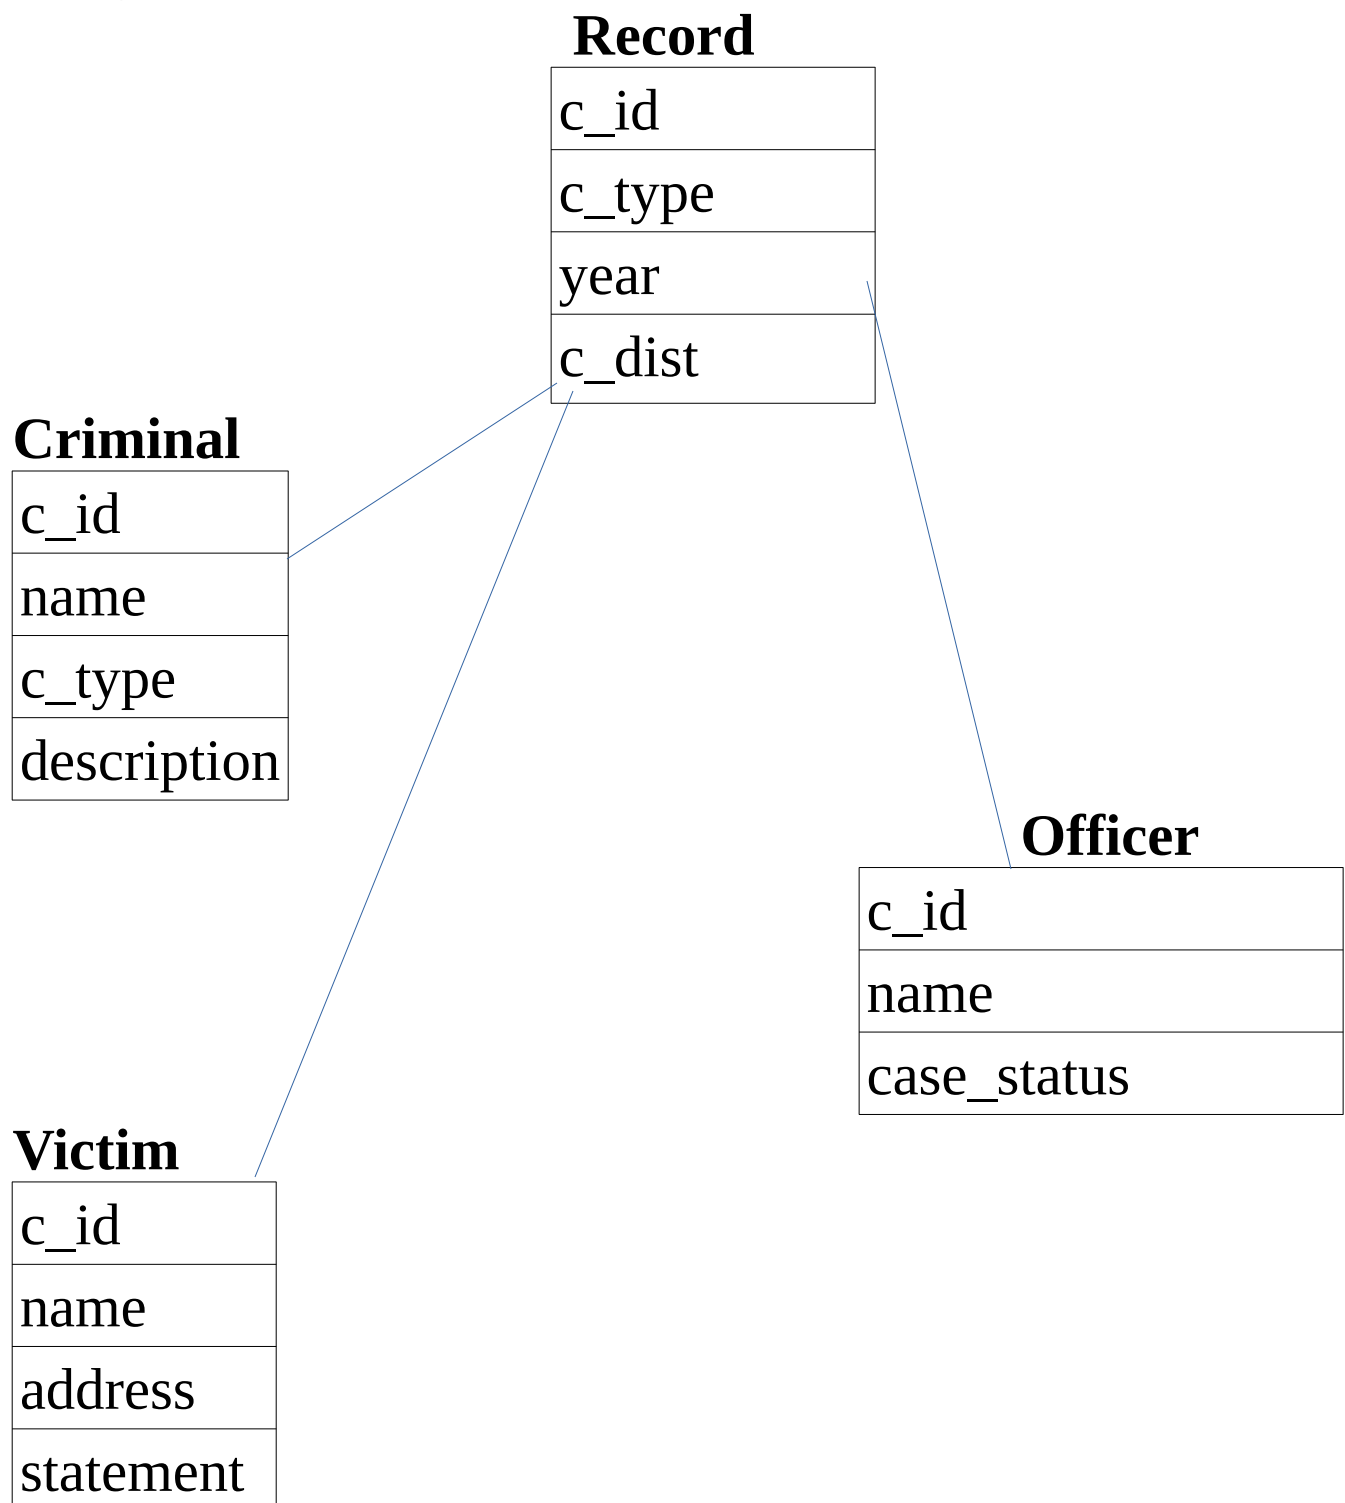 Record
c_id
c_type
year
c_dist
Criminal
c_id
name
c_type
description
Officer
c_id
name
case_status
Victim
c_id
name
address
statement